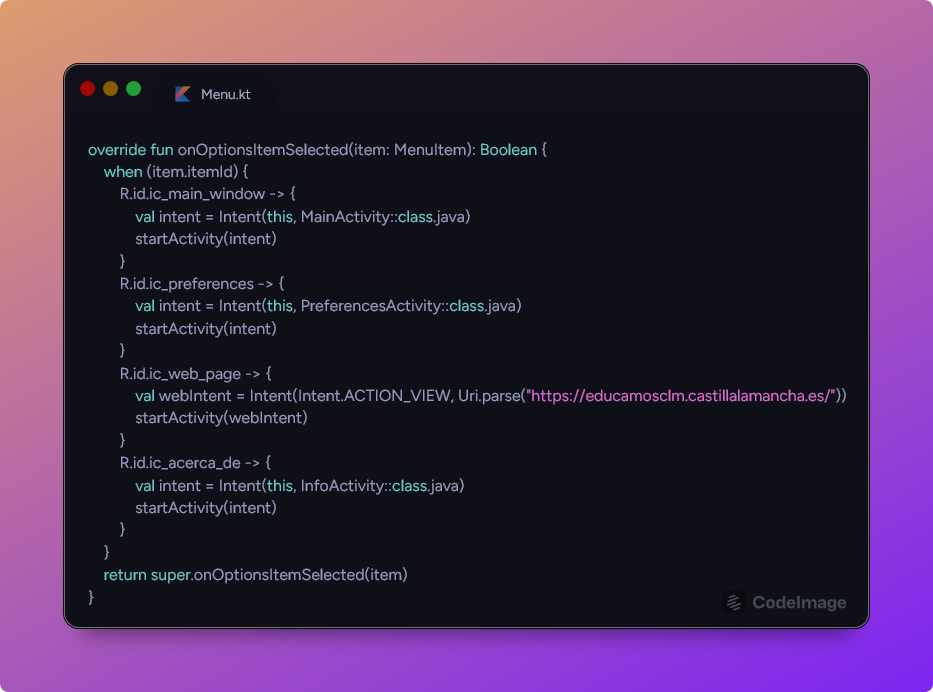 Menu.kt
override fun onOptionsItemSelected(item: MenuItem): Boolean {
when (item.itemId) {
R.id.ic_main_window -> {
val intent = Intent(this, MainActivity::class.java)
startActivity(intent)
}
R.id.ic_preferences -> {
val intent = Intent(this, PreferencesActivity::class.java)
startActivity(intent)
}
R.id.ic_web_page -> {
val webIntent = Intent(Intent.ACTION_VIEW, Uri.parse("https://educamosclm.castillalamancha.es/"))
startActivity(webIntent)
}
R.id.ic_acerca_de -> {
val intent = Intent(this, InfoActivity::class.java)
startActivity(intent)
}
}
return super.onOptionsItemSelected(item)
}
CodeImage